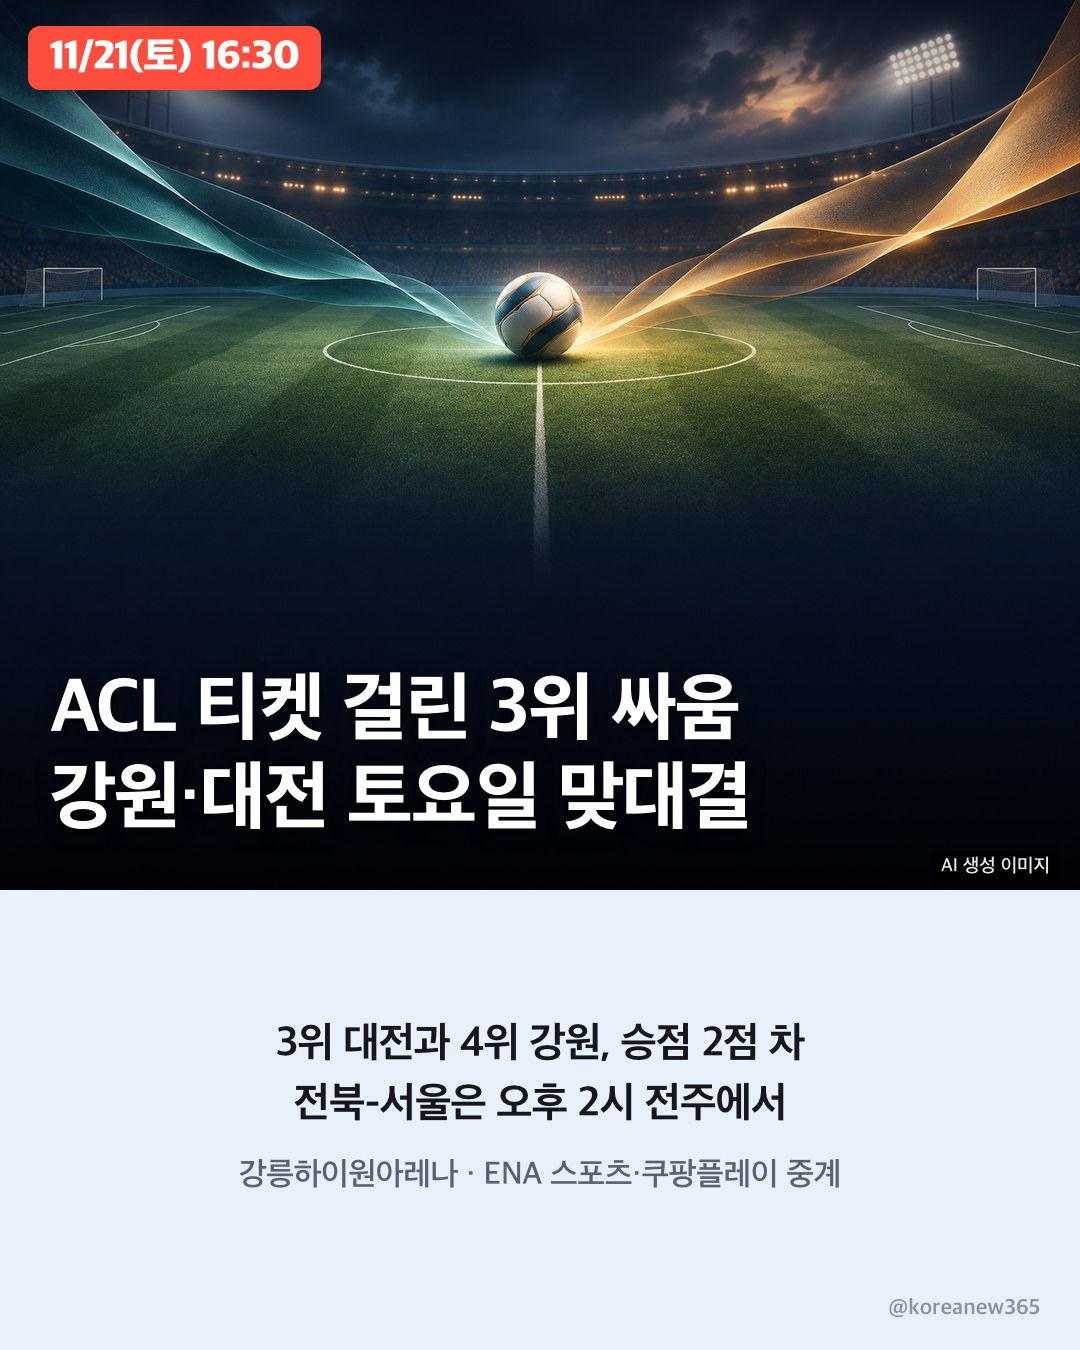 11/21(토) 16:30
ACL 티켓 걸린 3위 싸움
강원·대전 토요일 맞대결
AI 생성 이미지
3위 대전과 4위 강원, 승점 2점 차
전북-서울은 오후 2시 전주에서
강릉하이원아레나 · ENA 스포츠·쿠팡플레이 중계
@koreanew365